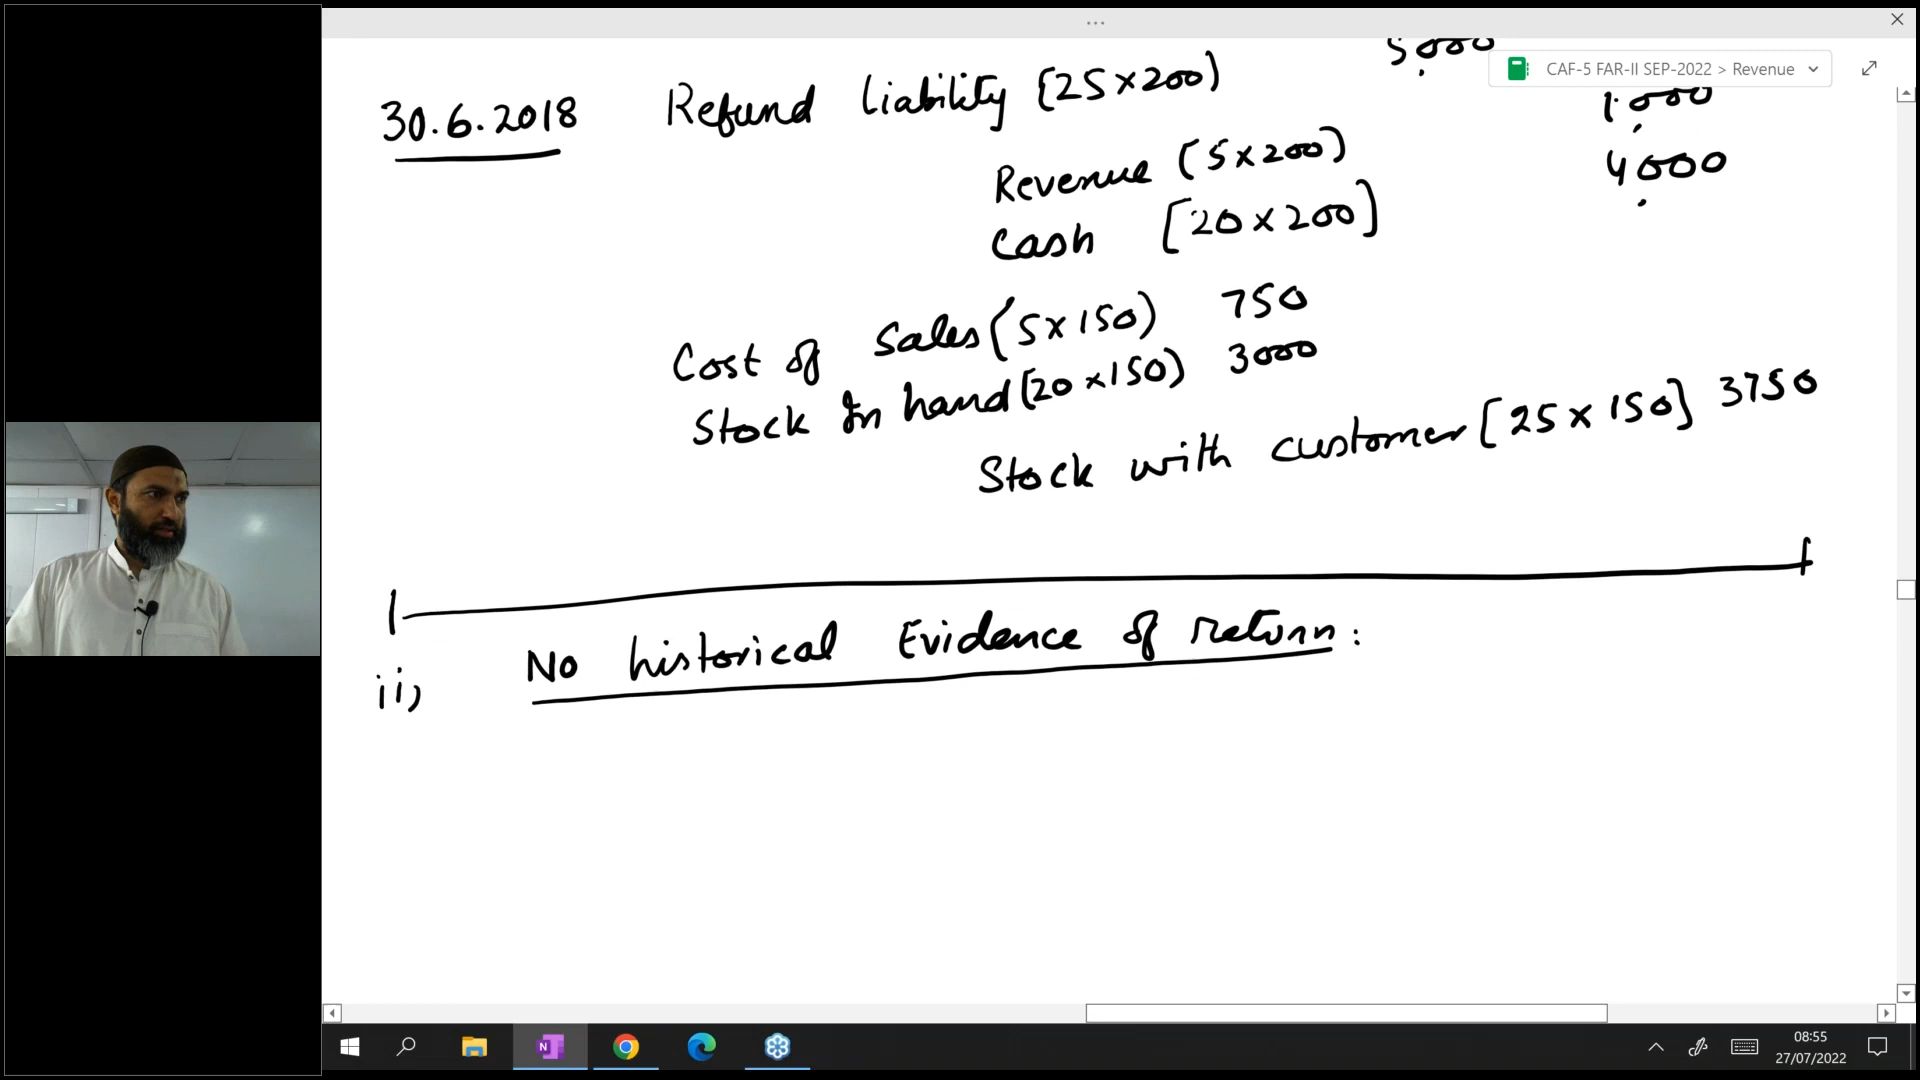 5000
CAF-5 FAR-II SEP-2022 > Revenue
30.6.2018 Refund Liability [25×200)
1.000
Revenue (5×200) 4000
Cash [20×200]
Cost of Sales (5×150) 750
Stock In hand [20×150) 3000
Stock with customer [25×150] 3750
ii, No historical Evidence of return:
08:55
27/07/2022